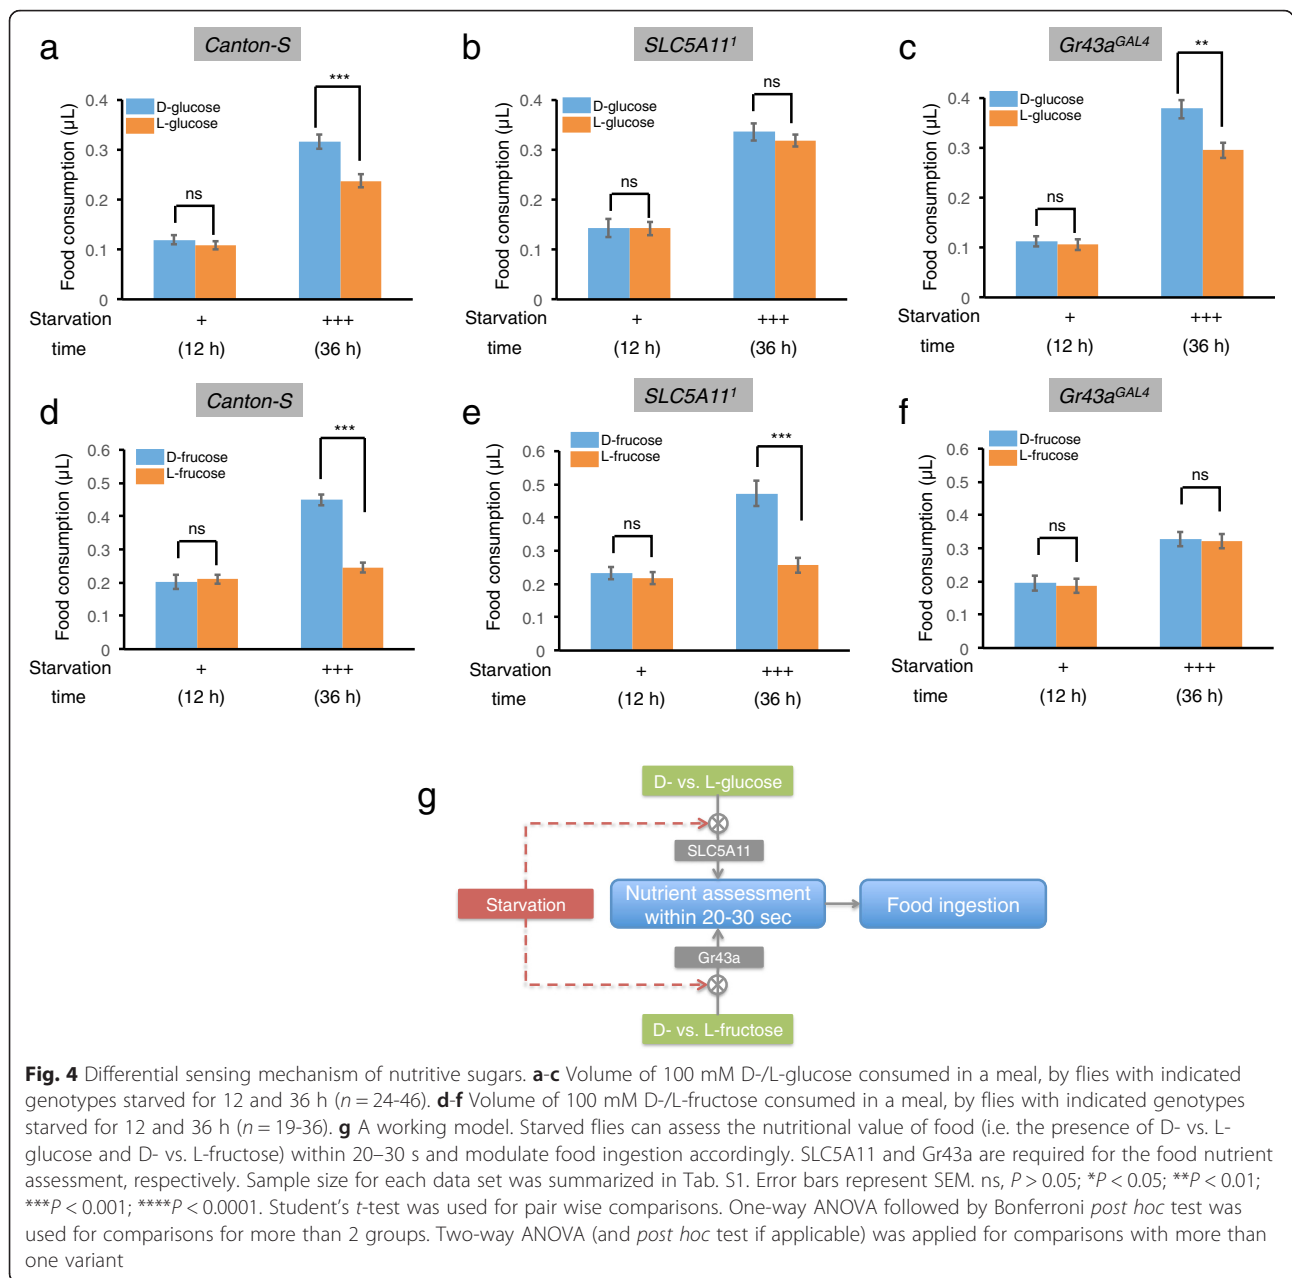 a
Canton-S
***
D-glucose
L-glucose
ns
Food consumption (μL)
0.4
0.3
0.2
0.1
0
Starvation + +++
time (12 h) (36 h)
b
SLC5A11¹
ns
D-glucose
L-glucose
ns
Food consumption (μL)
0.4
0.3
0.2
0.1
0
+ +++
(12 h) (36 h)
c
Gr43aGAL4
**
D-glucose
L-glucose
ns
Food consumption (μL)
0.4
0.3
0.2
0.1
0
Starvation + +++
time (12 h) (36 h)
d
Canton-S
***
D-frucose
L-frucose
ns
Food consumption (μL)
0.6
0.5
0.4
0.3
0.2
0.1
0
Starvation + +++
time (12 h) (36 h)
e
SLC5A11¹
***
D-frucose
L-frucose
ns
Food consumption (μL)
0.6
0.5
0.4
0.3
0.2
0.1
0
Starvation + +++
time (12 h) (36 h)
f
Gr43aGAL4
D-frucose
L-frucose
ns
ns
Food consumption (μL)
0.6
0.5
0.4
0.3
0.2
0.1
0
Starvation + +++
time (12 h) (36 h)
g
D- vs. L-glucose
SLC5A11
Starvation
Nutrient assessment
within 20-30 sec
Food ingestion
Gr43a
D- vs. L-fructose
Fig. 4 Differential sensing mechanism of nutritive sugars. a-c Volume of 100 mM D-/L-glucose consumed in a meal, by flies with indicated
genotypes starved for 12 and 36 h (n = 24-46). d-f Volume of 100 mM D-/L-fructose consumed in a meal, by flies with indicated genotypes
starved for 12 and 36 h (n = 19-36). g A working model. Starved flies can assess the nutritional value of food (i.e. the presence of D- vs. L-
glucose and D- vs. L-fructose) within 20–30 s and modulate food ingestion accordingly. SLC5A11 and Gr43a are required for the food nutrient
assessment, respectively. Sample size for each data set was summarized in Tab. S1. Error bars represent SEM. ns, P > 0.05; *P < 0.05; **P < 0.01;
***P < 0.001; ****P < 0.0001. Student's t-test was used for pair wise comparisons. One-way ANOVA followed by Bonferroni post hoc test was
used for comparisons for more than 2 groups. Two-way ANOVA (and post hoc test if applicable) was applied for comparisons with more than
one variant